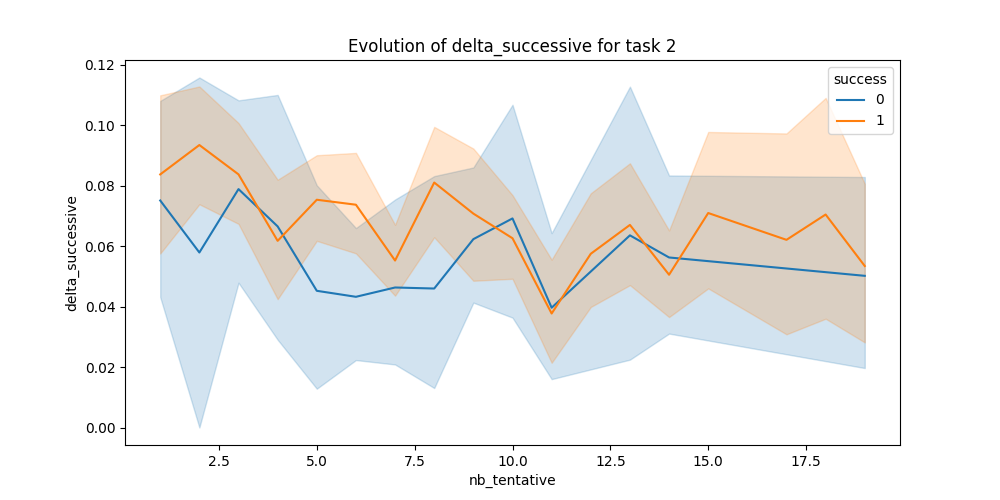 Evolution of delta_successive for task 2
success
0
1
delta_successive
0.12
0.10
0.08
0.06
0.04
0.02
0.00
2.5 5.0 7.5 10.0 12.5 15.0 17.5
nb_tentative